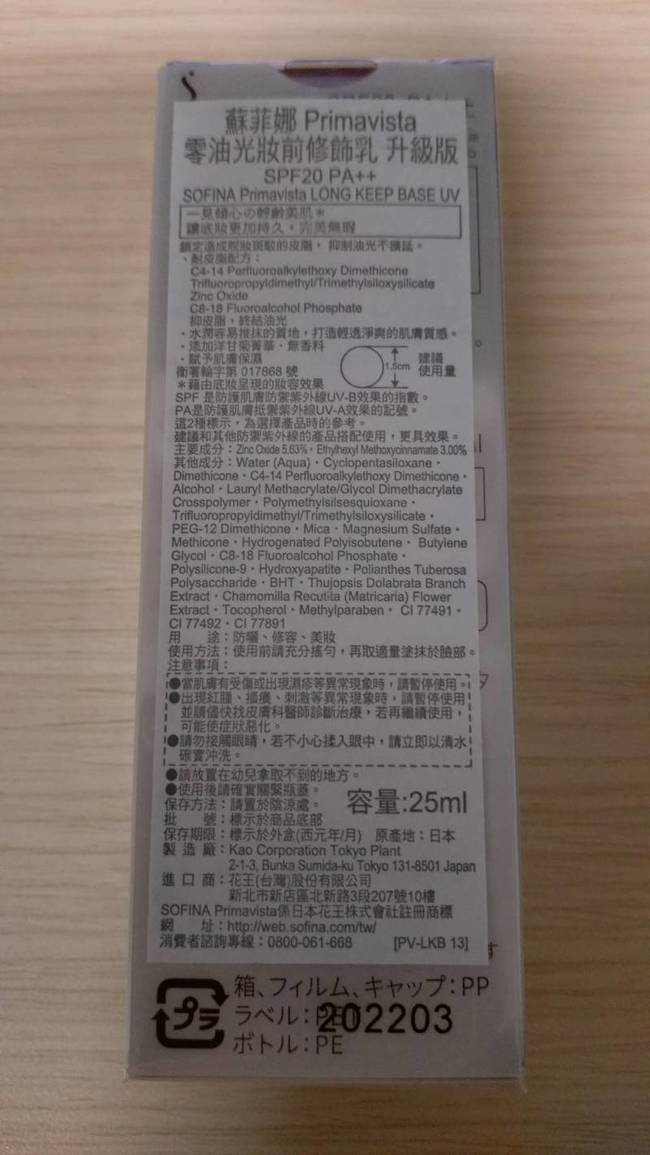 蘇菲娜 Primavista
零油光妝前修飾乳 升級版
SPF20 PA++
SOFINA Primavista LONG KEEP BASE UV
一見傾心の輕齡美肌*
讓底妝更加持久,完美無瑕
鎖定造成脫妝斑駁的皮脂,抑制油光不擴延。
・耐皮脂配方:
C4-14 Perfluoroalkylethoxy Dimethicone
Trifluoropropyldimethyl/Trimethylsiloxysilicate
Zinc Oxide
C8-18 Fluoroalcohol Phosphate
抑皮脂,終結油光
・水潤容易推抹的質地,打造輕透淨爽的肌膚質感。
・添加洋甘菊菁華・無香料
・賦予肌膚保濕
1.5cm
建議
使用量
衛署輸字第 017868 號
*藉由底妝呈現的妝容效果
SPF 是防護肌膚防禦紫外線UV-B效果的指數。
PA是防護肌膚抵禦紫外線UV-A效果的記號。
這2種標示,為選擇產品時的參考。
建議和其他防禦紫外線的產品搭配使用,更具效果。
主要成分:Zinc Oxide 5.63%・Ethylhexyl Methoxycinnamate 3.00%
其他成分:Water (Aqua)・Cyclopentasiloxane・
Dimethicone・C4-14 Perfluoroalkylethoxy Dimethicone・
Alcohol・Lauryl Methacrylate/Glycol Dimethacrylate
Crosspolymer・Polymethylsilsesquioxane・
Trifluoropropyldimethyl/Trimethylsiloxysilicate・
PEG-12 Dimethicone・Mica・Magnesium Sulfate・
Methicone・Hydrogenated Polyisobutene・Butylene
Glycol・C8-18 Fluoroalcohol Phosphate・
Polysilicone-9・Hydroxyapatite・Polianthes Tuberosa
Polysaccharide・BHT・Thujopsis Dolabrata Branch
Extract・Chamomilla Recutita (Matricaria) Flower
Extract・Tocopherol・Methylparaben・CI 77491・
CI 77492・CI 77891
用 途:防曬、修容、美妝
使用方法:使用前請充分搖勻,再取適量塗抹於臉部。
注意事項:
●當肌膚有受傷或出現濕疹等異常現象時,請暫停使用。
●出現紅腫、搔癢、刺激等異常現象時,請暫停使用
並請儘快找皮膚科醫師診斷治療,若再繼續使用,
可能使症狀惡化。
●請勿接觸眼睛,若不小心揉入眼中,請立即以清水
確實沖洗。
●請放置在幼兒拿取不到的地方。
●使用後請確實關緊瓶蓋。
保存方法:請置於陰涼處。
容量:25ml
批 號:標示於商品底部
保存期限:標示於外盒(西元年/月) 原產地:日本
製 造 廠:Kao Corporation Tokyo Plant
2-1-3, Bunka Sumida-ku Tokyo 131-8501 Japan
進 口 商:花王(台灣)股份有限公司
新北市新店區北新路3段207號10樓
SOFINA Primavista係日本花王株式會社註冊商標
網 址:http://web.sofina.com/tw/
消費者諮詢專線:0800-061-668 [PV-LKB 13]
プラ
箱、フィルム、キャップ:PP
ラベル:
202203
ボトル:PE